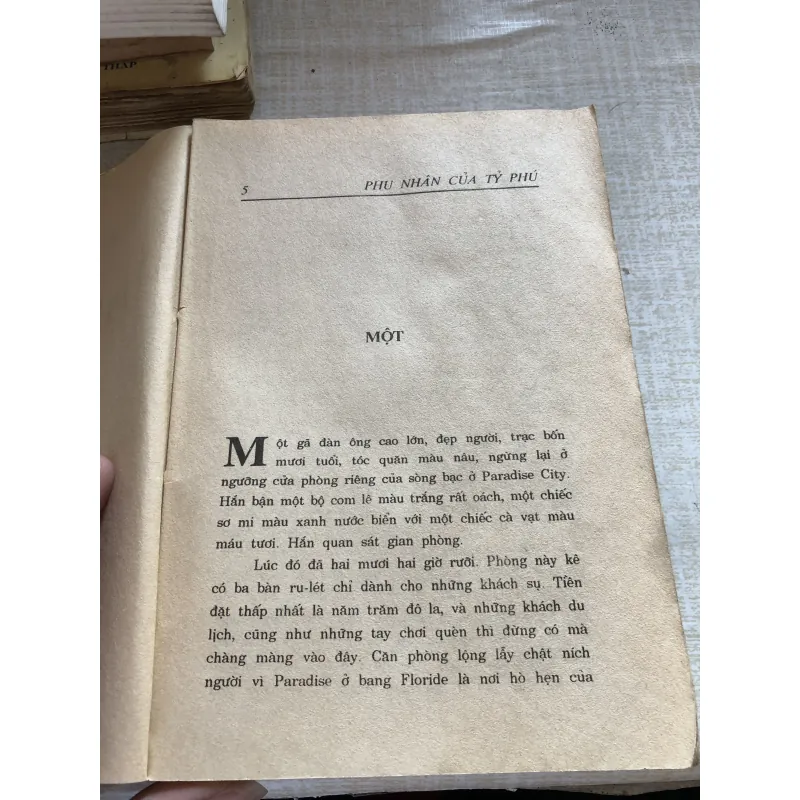 THÁP
5 PHU NHÂN CỦA TỶ PHÚ
MỘT
Một gã đàn ông cao lớn, đẹp người, trạc bốn
mươi tuổi, tóc quăn màu nâu, ngừng lại ở
ngưỡng cửa phòng riêng của sòng bạc ở Paradise City.
Hắn bận một bộ com lê màu trắng rất oách, một chiếc
sơ mi màu xanh nước biển với một chiếc cà vạt màu
máu tươi. Hắn quan sát gian phòng.
Lúc đó đã hai mươi hai giờ rưỡi. Phòng này kê
có ba bàn ru-lét chỉ dành cho những khách sụ. Tiền
đặt thấp nhất là năm trăm đô la, và những khách du
lịch, cũng như những tay chơi quèn thì đừng có mà
chàng màng vào đây. Căn phòng lộng lẫy chật ních
người vì Paradise ở bang Floride là nơi hò hẹn của